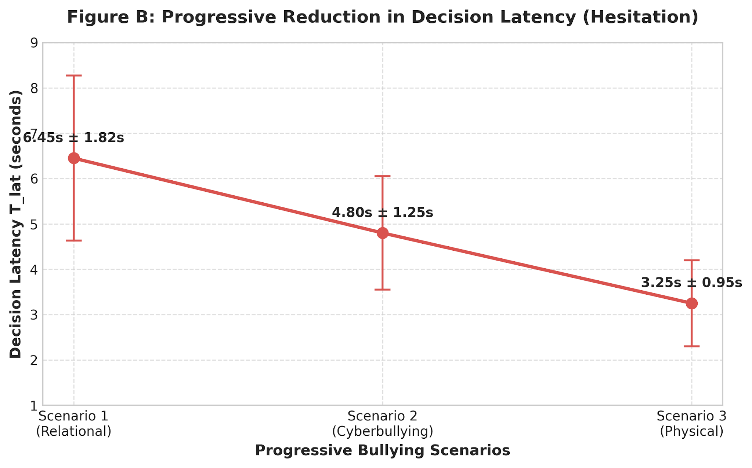 Figure B: Progressive Reduction in Decision Latency (Hesitation)
Decision Latency T_lat (seconds)
9
8
7
6
5
4
3
2
1
6.45s ± 1.82s
4.80s ± 1.25s
3.25s ± 0.95s
Scenario 1
(Relational)
Scenario 2
(Cyberbullying)
Scenario 3
(Physical)
Progressive Bullying Scenarios